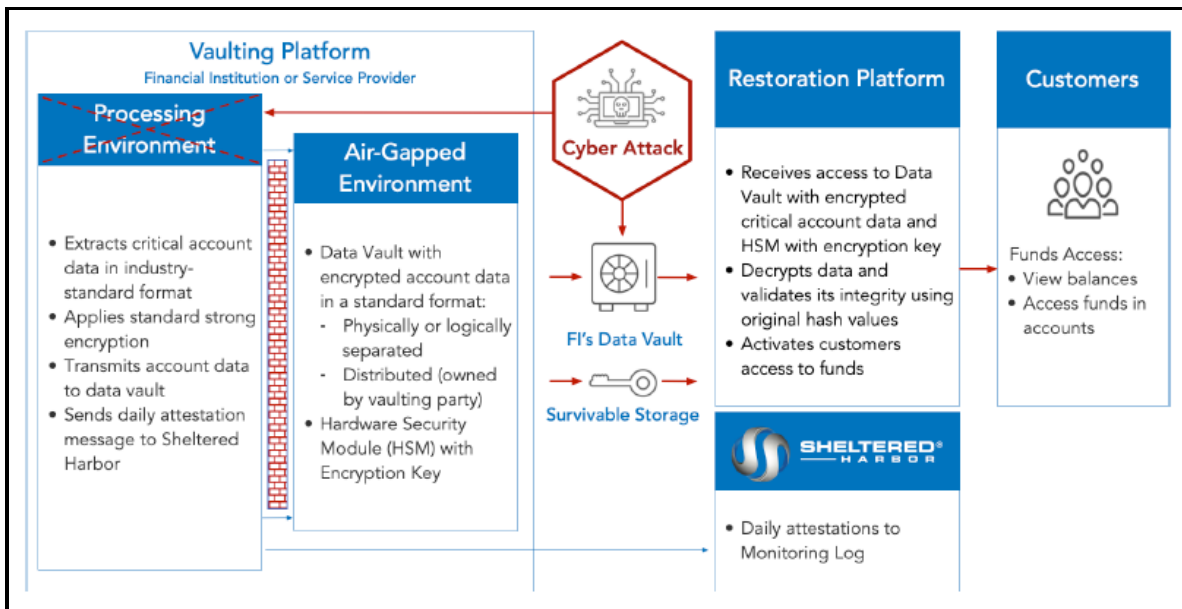 Vaulting Platform
Financial Institution or Service Provider
Processing
Environment
• Extracts critical account
data in industry-
standard format
• Applies standard strong
encryption
• Transmits account data
to data vault
• Sends daily attestation
message to Sheltered
Harbor
Air-Gapped
Environment
• Data Vault with
encrypted account data
in a standard format:
- Physically or logically
separated
- Distributed (owned
by vaulting party)
• Hardware Security
Module (HSM) with
Encryption Key
Cyber Attack
FI's Data Vault
Survivable Storage
Restoration Platform
• Receives access to Data
Vault with encrypted
critical account data and
HSM with encryption key
• Decrypts data and
validates its integrity using
original hash values
• Activates customers
access to funds
SHELTERED®
HARBOR
• Daily attestations to
Monitoring Log
Customers
Funds Access:
• View balances
• Access funds in
accounts